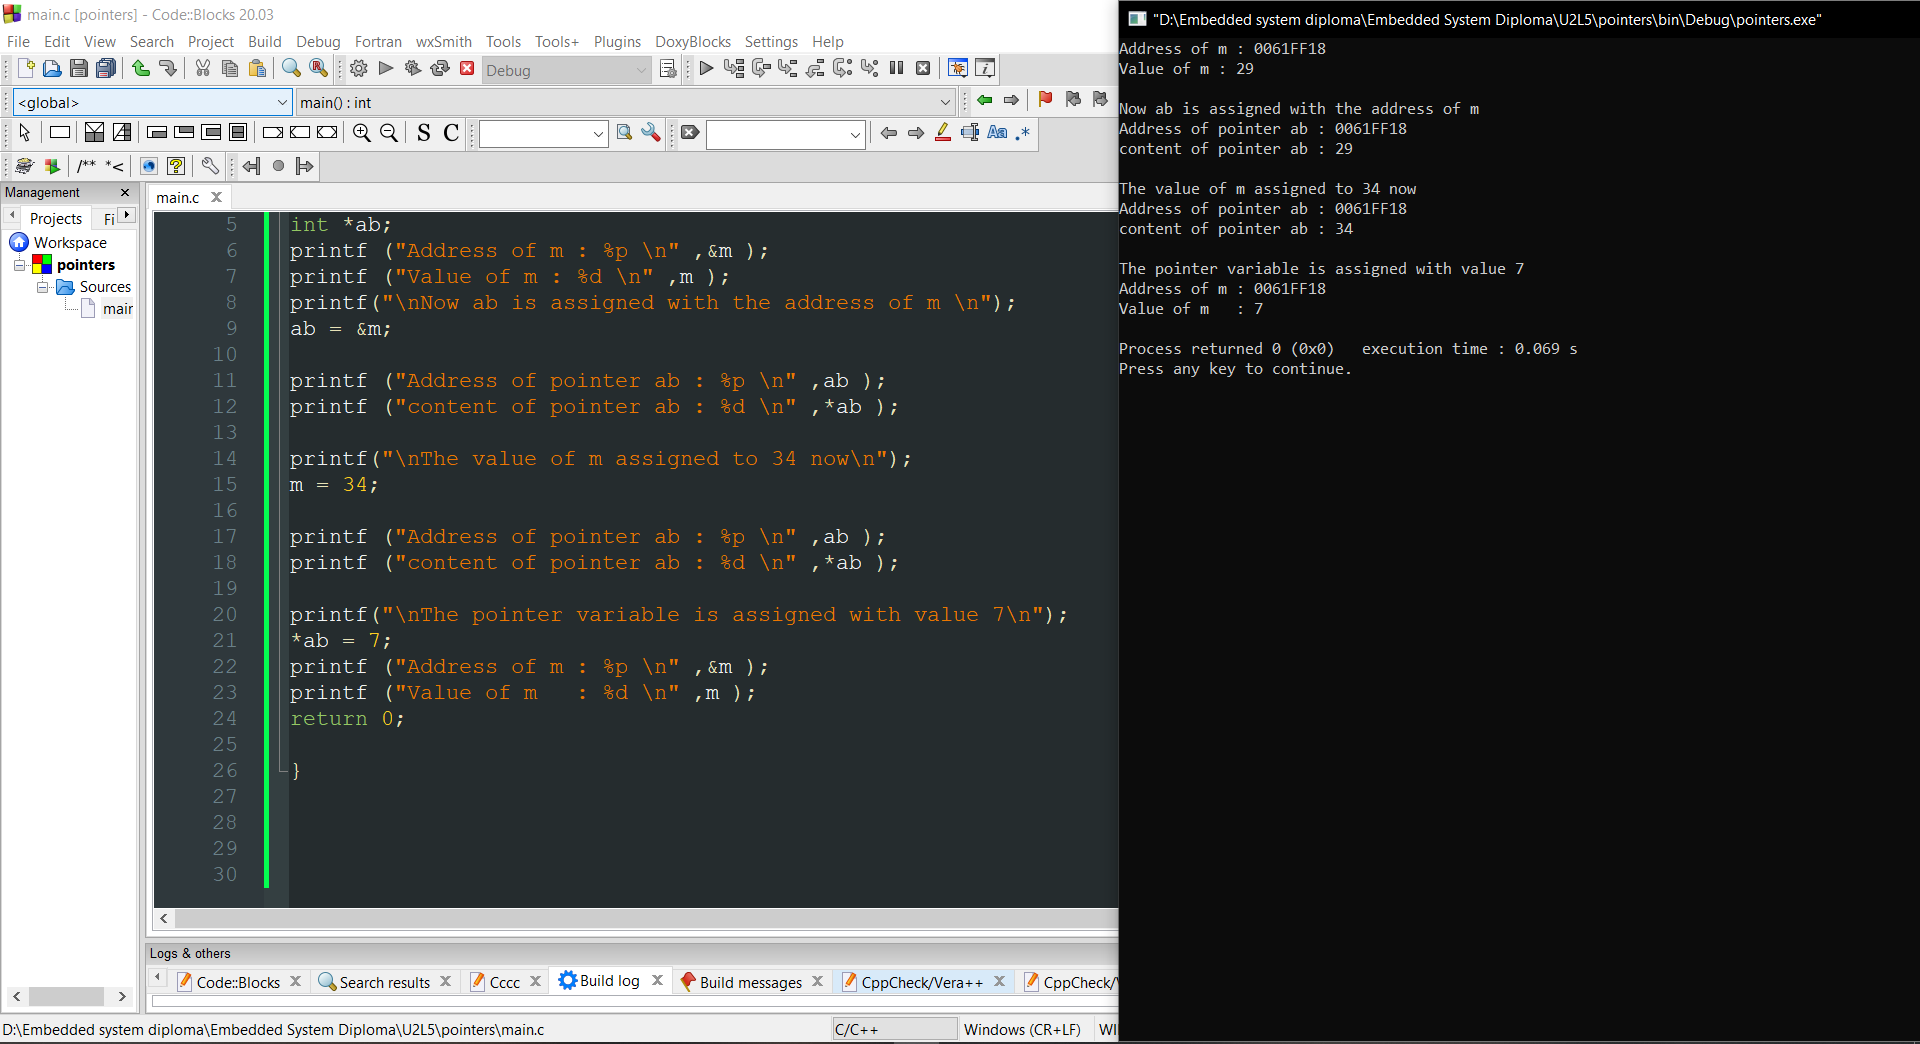 main.c [pointers] - Code::Blocks 20.03
File Edit View Search Project Build Debug Fortran wxSmith Tools Tools+ Plugins DoxyBlocks Settings Help
Debug
<global>
main() : int
S C
Aa .*
/** *<
Management
Projects Fi
Workspace
pointers
Sources
mair
main.c
5 int *ab;
6 printf ("Address of m : %p \n" ,&m );
7 printf ("Value of m : %d \n" ,m );
8 printf("\nNow ab is assigned with the address of m \n");
9 ab = &m;
10
11 printf ("Address of pointer ab : %p \n" ,ab );
12 printf ("content of pointer ab : %d \n" ,*ab );
13
14 printf("\nThe value of m assigned to 34 now\n");
15 m = 34;
16
17 printf ("Address of pointer ab : %p \n" ,ab );
18 printf ("content of pointer ab : %d \n" ,*ab );
19
20 printf("\nThe pointer variable is assigned with value 7\n");
21 *ab = 7;
22 printf ("Address of m : %p \n" ,&m );
23 printf ("Value of m   : %d \n" ,m );
24 return 0;
25
26 }
27
28
29
30
Logs & others
Code::Blocks Search results Cccc Build log Build messages CppCheck/Vera++ CppCheck/
D:\Embedded system diploma\Embedded System Diploma\U2L5\pointers\main.c
C/C++ Windows (CR+LF) WI
"D:\Embedded system diploma\Embedded System Diploma\U2L5\pointers\bin\Debug\pointers.exe"
Address of m : 0061FF18
Value of m : 29
Now ab is assigned with the address of m
Address of pointer ab : 0061FF18
content of pointer ab : 29
The value of m assigned to 34 now
Address of pointer ab : 0061FF18
content of pointer ab : 34
The pointer variable is assigned with value 7
Address of m : 0061FF18
Value of m   : 7
Process returned 0 (0x0)   execution time : 0.069 s
Press any key to continue.